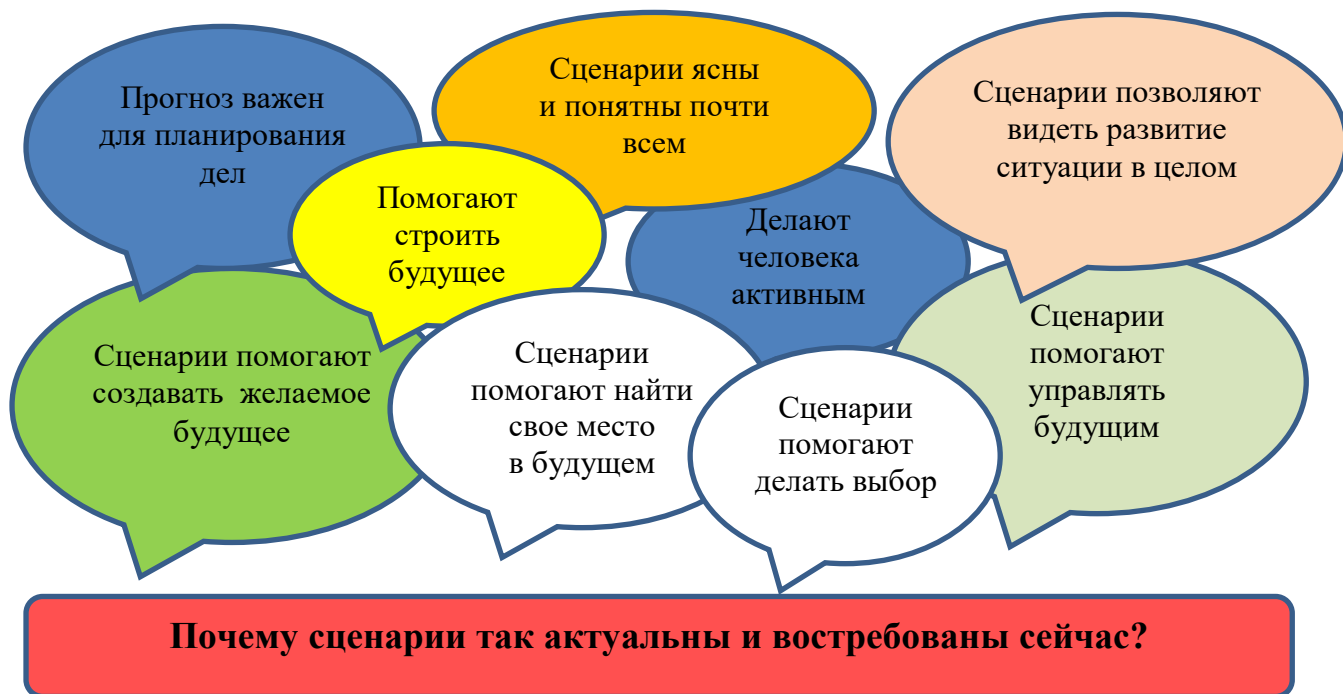 Прогноз важен
для планирования
дел
Сценарии ясны
и понятны почти
всем
Сценарии позволяют
видеть развитие
ситуации в целом
Помогают
строить
будущее
Делают
человека
активным
Сценарии помогают
создавать желаемое
будущее
Сценарии
помогают найти
свое место
в будущем
Сценарии
помогают
делать выбор
Сценарии
помогают
управлять
будущим
Почему сценарии так актуальны и востребованы сейчас?